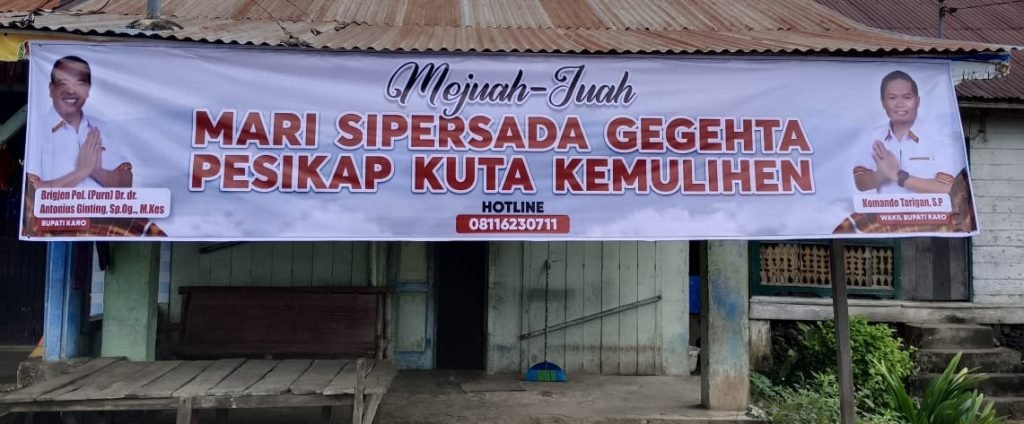 Mejuah-Juah
MARI SIPERSADA GEGEHTA
PESIKAP KUTA KEMULIHEN
HOTLINE
08116230711
Brigjen Pol. (Purn) Dr. dr.
Antonius Ginting, Sp.Og., M.Kes
BUPATI KARO
Komando Tarigan, S.P
WAKIL BUPATI KARO